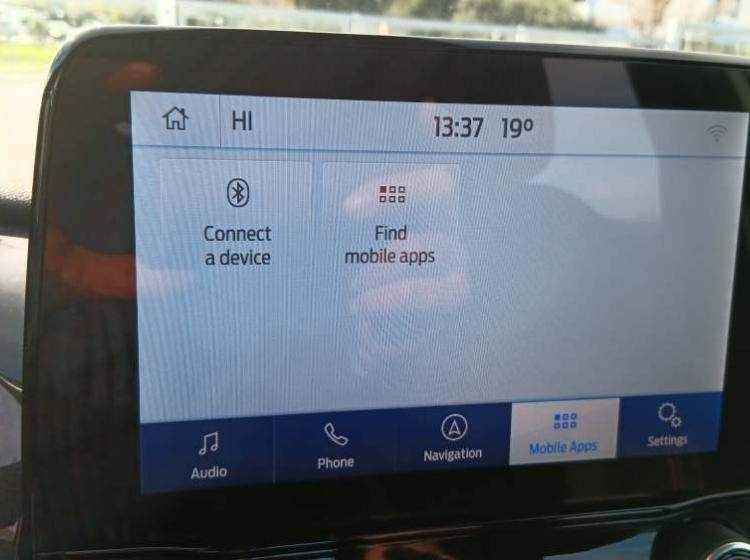 HI 13:37 19º
Connect
a device
Find
mobile apps
Audio
Phone
Navigation
Mobile Apps
Settings